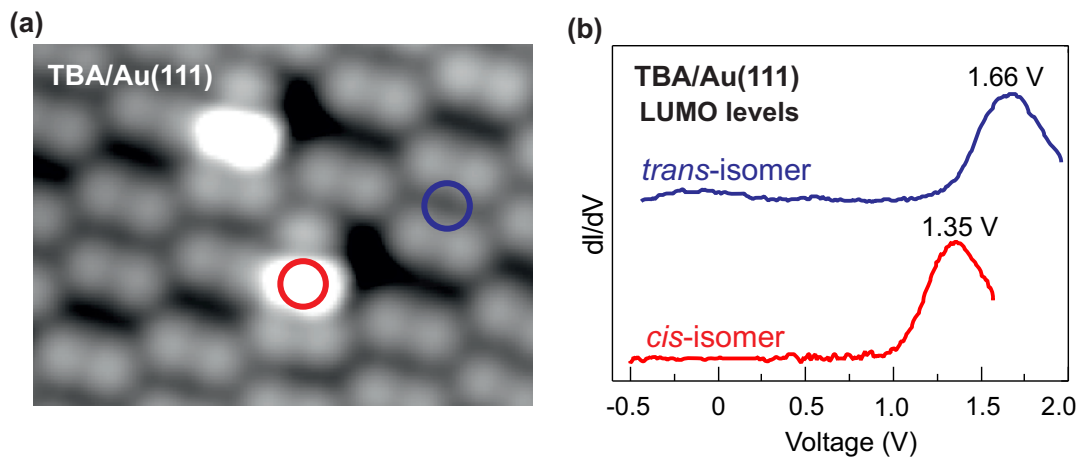 (a)
TBA/Au(111)
(b)
TBA/Au(111)
LUMO levels
1.66 V
trans-isomer
1.35 V
cis-isomer
dI/dV
-0.5 0 0.5 1.0 1.5 2.0
Voltage (V)